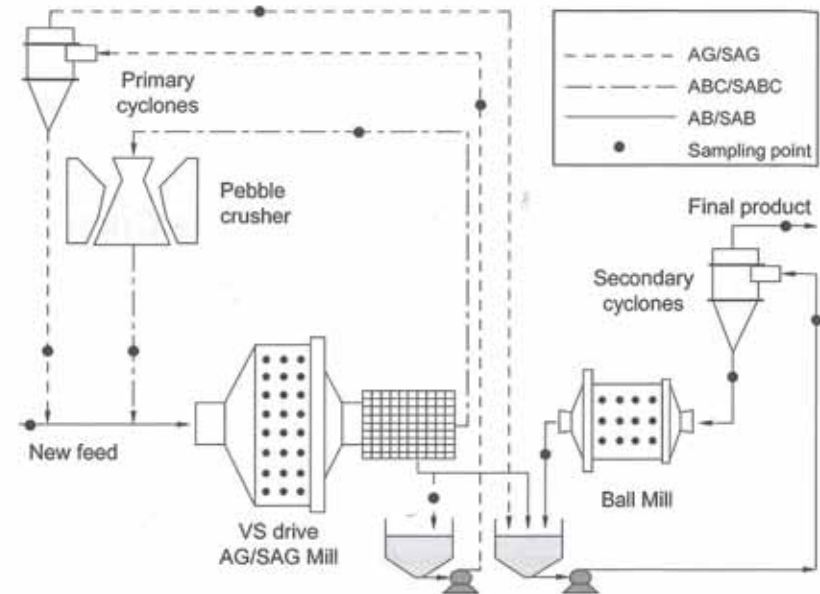 Primary
cyclones
Pebble
crusher
AG/SAG
ABC/SABC
AB/SAB
Sampling point
Final product
Secondary
cyclones
New feed
VS drive
AG/SAG Mill
Ball Mill